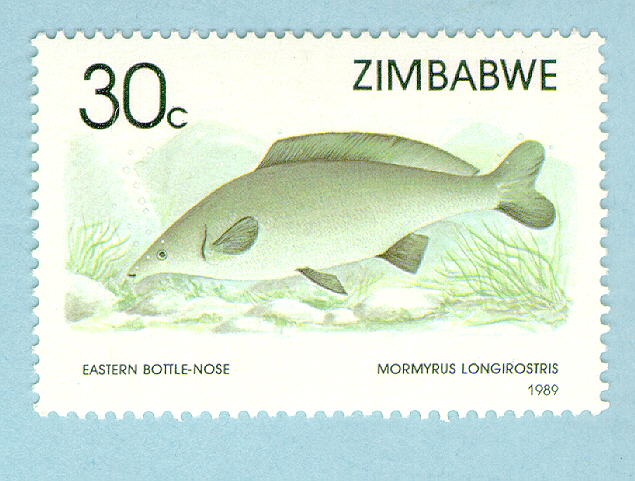 30c
ZIMBABWE
EASTERN BOTTLE-NOSE
MORMYRUS LONGIROSTRIS
1989